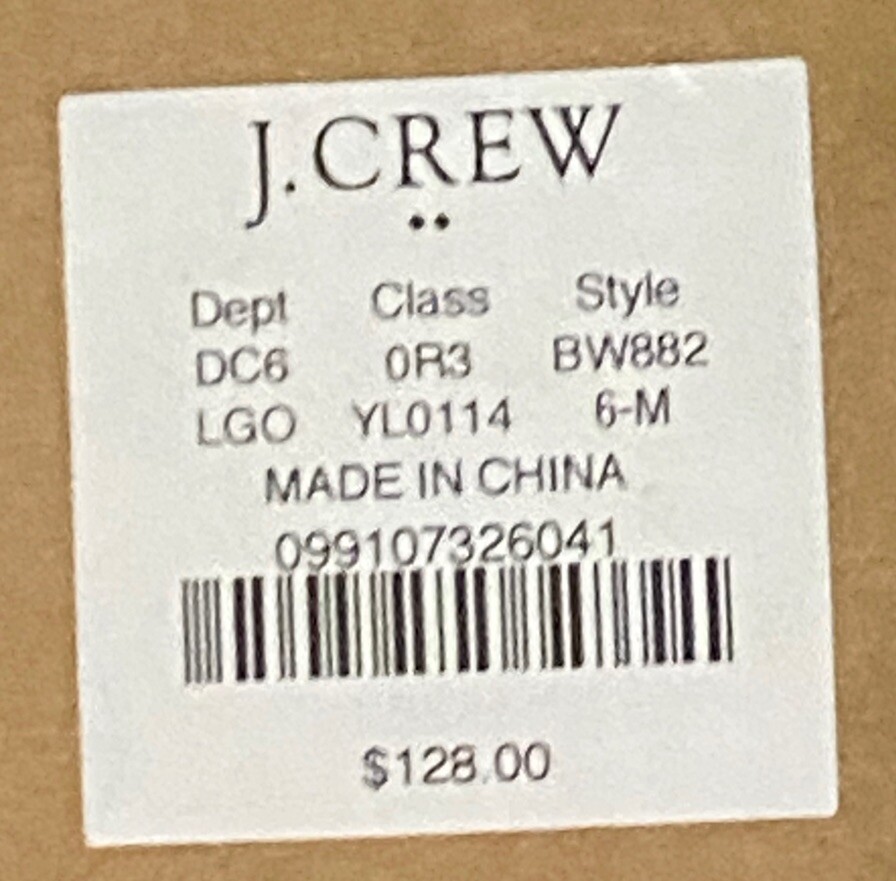 J.CREW
••
Dept Class Style
DC6 0R3 BW882
LGO YL0114 6-M
MADE IN CHINA
099107326041
$128.00